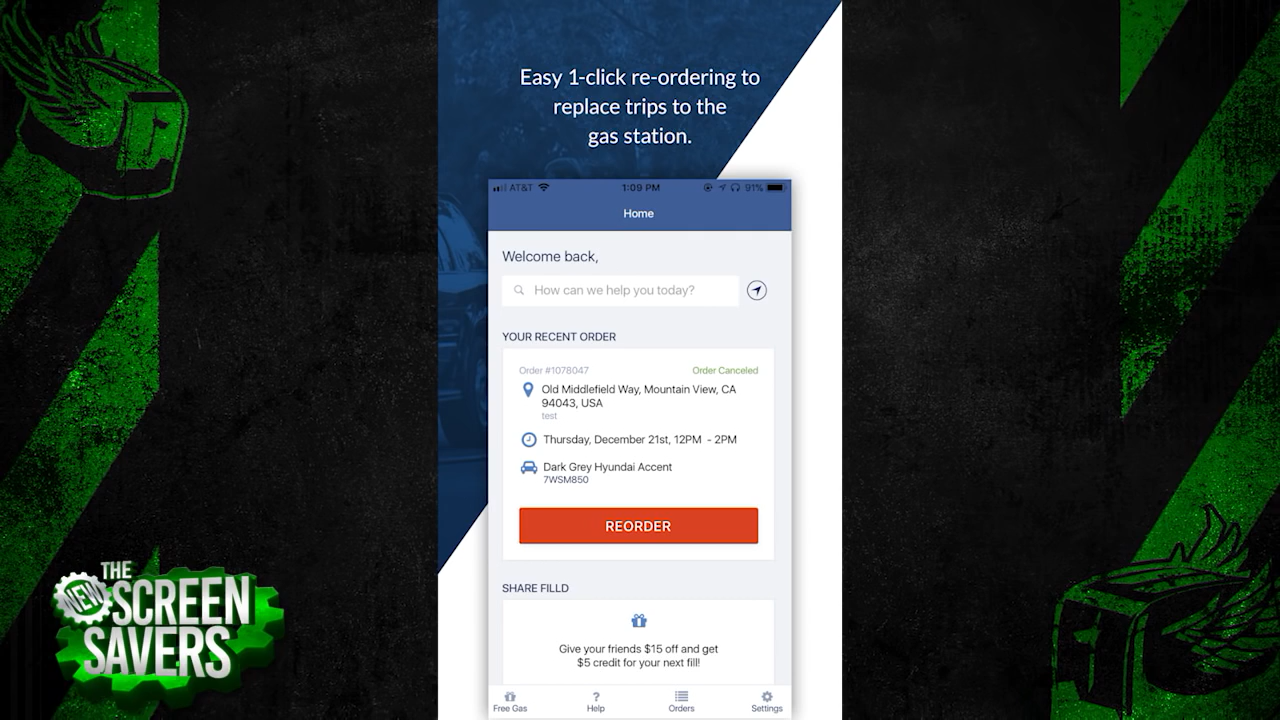 Easy 1-click re-ordering to
replace trips to the
gas station.
AT&T 1:09 PM 91%
Home
Welcome back,
How can we help you today?
YOUR RECENT ORDER
Order #1078047 Order Canceled
Old Middlefield Way, Mountain View, CA
94043, USA
test
Thursday, December 21st, 12PM - 2PM
Dark Grey Hyundai Accent
7WSM850
REORDER
SHARE FILLD
Give your friends $15 off and get
$5 credit for your next fill!
Free Gas ? Help Orders Settings
THE
NEW SCREEN
SAVERS